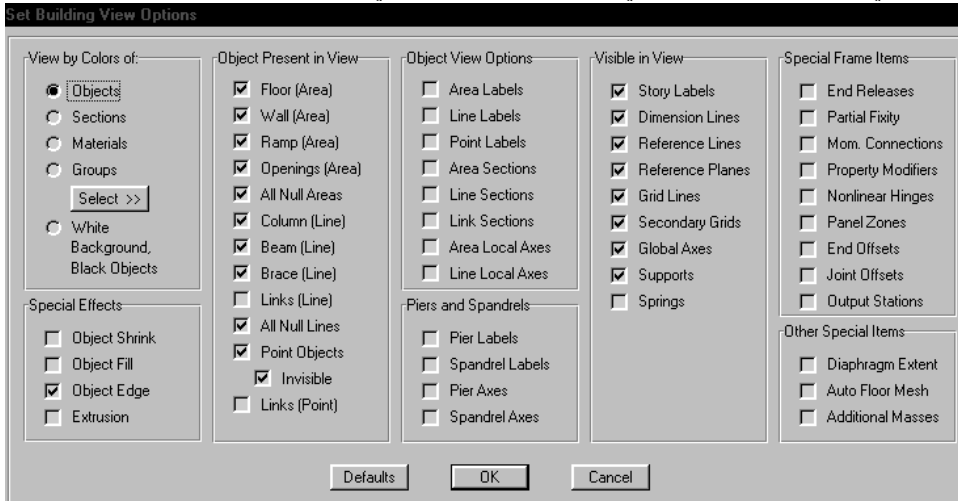 Set Building View Options
View by Colors of:
Objects
Sections
Materials
Groups
Select >>
White
Background,
Black Objects
Special Effects
Object Shrink
Object Fill
Object Edge
Extrusion
Object Present in View
Floor (Area)
Wall (Area)
Ramp (Area)
Openings (Area)
All Null Areas
Column (Line)
Beam (Line)
Brace (Line)
Links (Line)
All Null Lines
Point Objects
Invisible
Links (Point)
Object View Options
Area Labels
Line Labels
Point Labels
Area Sections
Line Sections
Link Sections
Area Local Axes
Line Local Axes
Piers and Spandrels
Pier Labels
Spandrel Labels
Pier Axes
Spandrel Axes
Visible in View
Story Labels
Dimension Lines
Reference Lines
Reference Planes
Grid Lines
Secondary Grids
Global Axes
Supports
Springs
Special Frame Items
End Releases
Partial Fixity
Mom. Connections
Property Modifiers
Nonlinear Hinges
Panel Zones
End Offsets
Joint Offsets
Output Stations
Other Special Items
Diaphragm Extent
Auto Floor Mesh
Additional Masses
Defaults
OK
Cancel